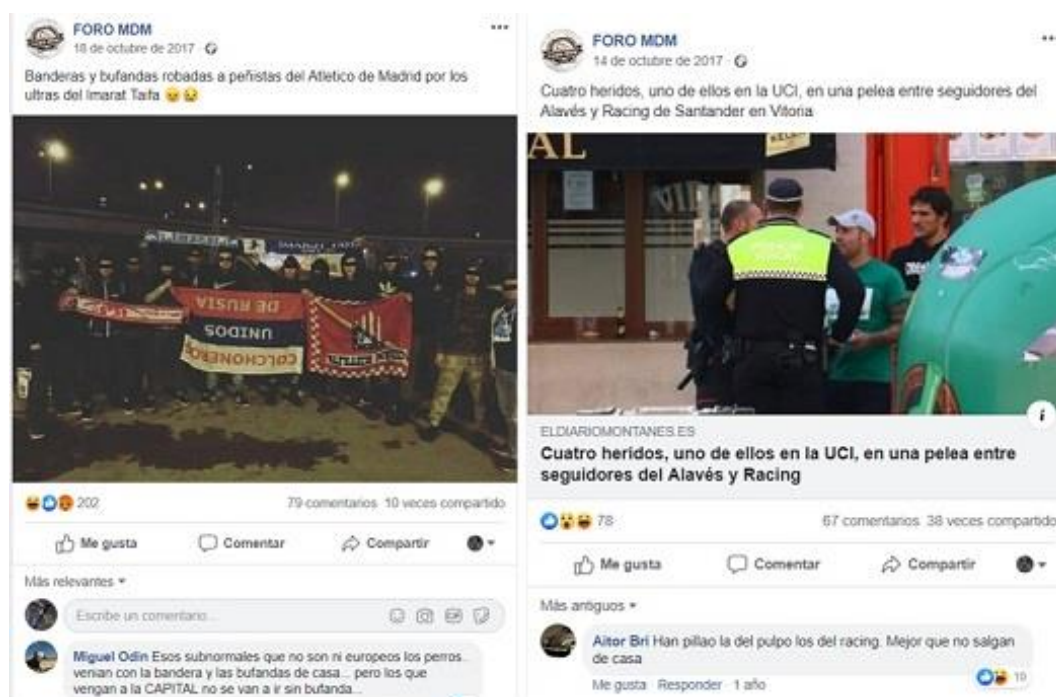 FORO MDM
18 de octubre de 2017
Banderas y bufandas robadas a peñistas del Atletico de Madrid por los
ultras del Imarat Taifa
DE RUSIA
UNIDOS
COLCHONEROS
202
79 comentarios 10 veces compartido
Me gusta
Comentar
Compartir
Más relevantes
Escribe un comentario...
GIF
Miguel Odin Esos subnormales que no son ni europeos los perros..
venian con la bandera y las bufandas de casa... pero los que
vengan a la CAPITAL no se van a ir sin bufanda...
FORO MDM
14 de octubre de 2017
Cuatro heridos, uno de ellos en la UCI, en una pelea entre seguidores del
Alavés y Racing de Santander en Vitoria
AL
ELDIARIOMONTANES.ES
Cuatro heridos, uno de ellos en la UCI, en una pelea entre
seguidores del Alavés y Racing
78
67 comentarios 38 veces compartido
Me gusta
Comentar
Compartir
Más antiguos
Aitor Bri Han pillao la del pulpo los del racing. Mejor que no salgan
de casa
Me gusta Responder 1 año
19